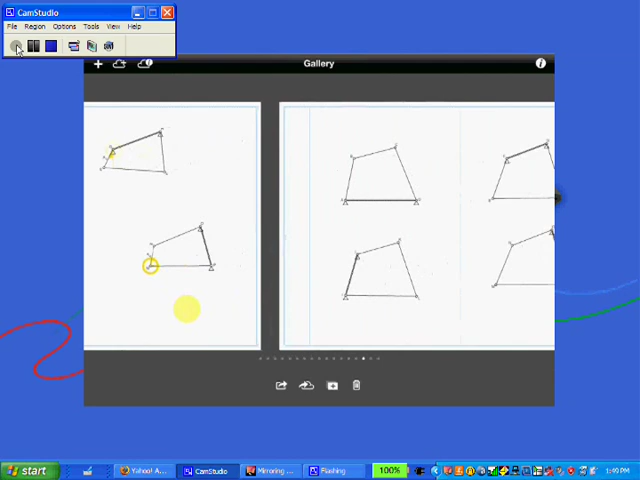 CamStudio
File Region Options Tools View Help
Gallery
start
Yahoo! A...
CamStudio
Mirroring ...
Flashing
100%
1:49 PM